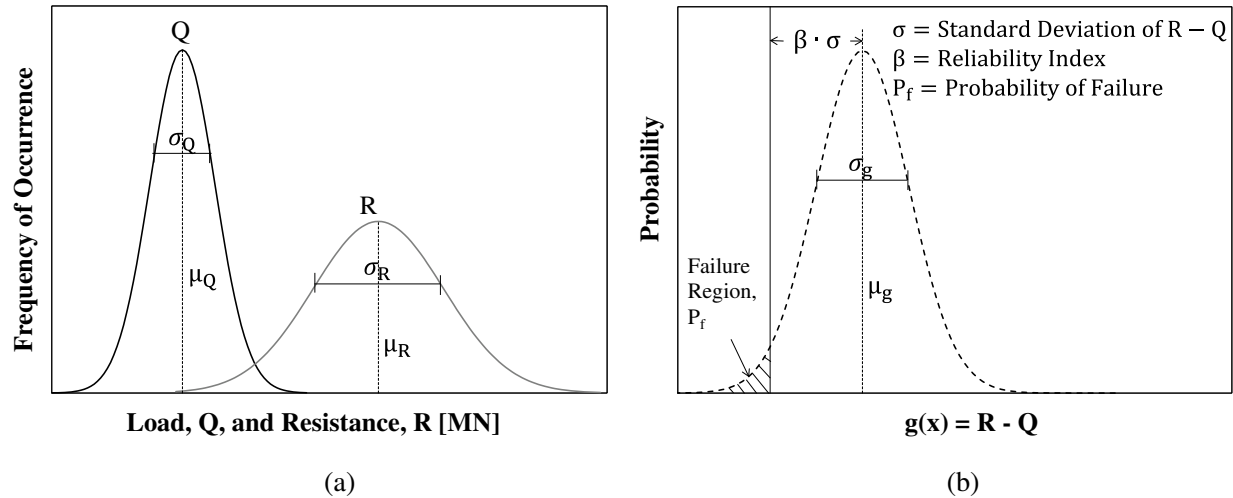 Frequency of Occurrence
Q
σQ
μQ
R
σR
μR
Load, Q, and Resistance, R [MN]
(a)
Probability
β · σ
σ = Standard Deviation of R − Q
β = Reliability Index
Pf = Probability of Failure
σg
μg
Failure
Region,
Pf
g(x) = R - Q
(b)